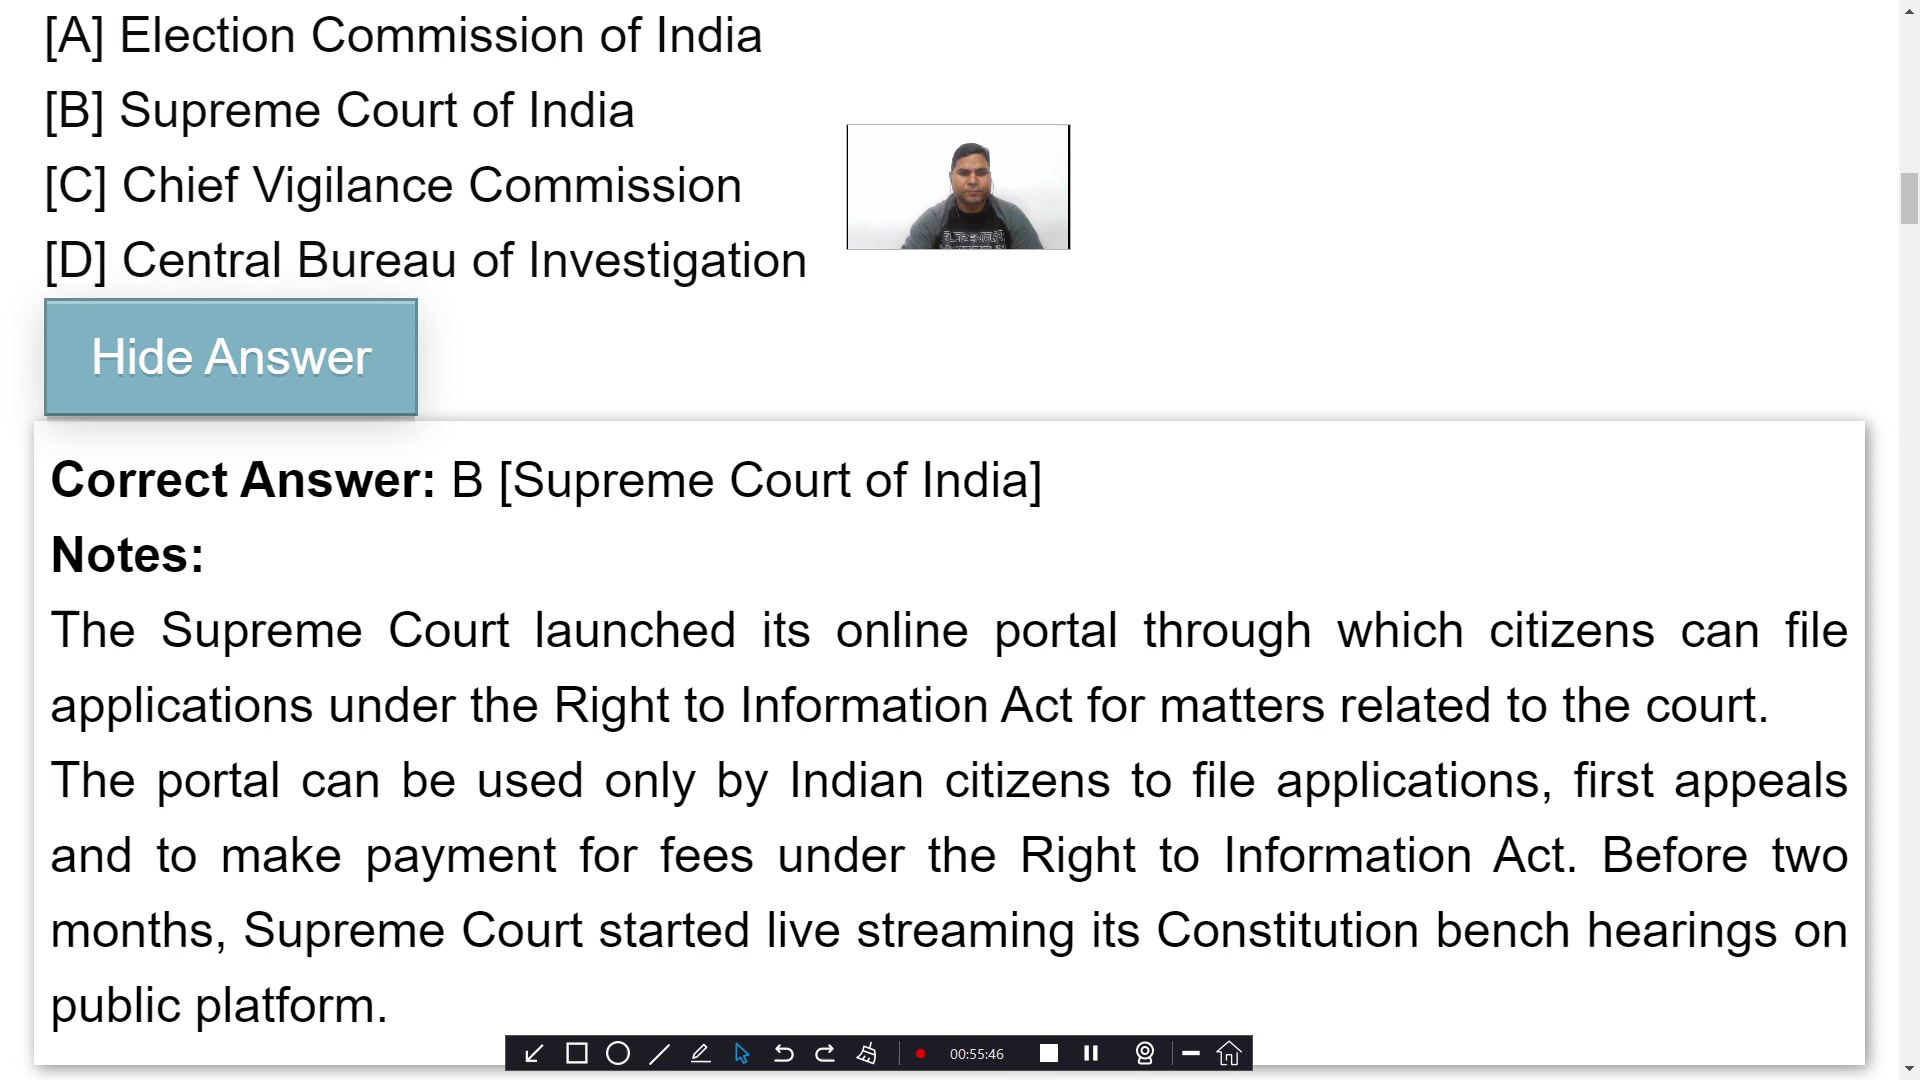 [A] Election Commission of India
[B] Supreme Court of India
[C] Chief Vigilance Commission
[D] Central Bureau of Investigation
Hide Answer
Correct Answer: B [Supreme Court of India]
Notes:
The Supreme Court launched its online portal through which citizens can file
applications under the Right to Information Act for matters related to the court.
The portal can be used only by Indian citizens to file applications, first appeals
and to make payment for fees under the Right to Information Act. Before two
months, Supreme Court started live streaming its Constitution bench hearings on
public platform.
00:55:46